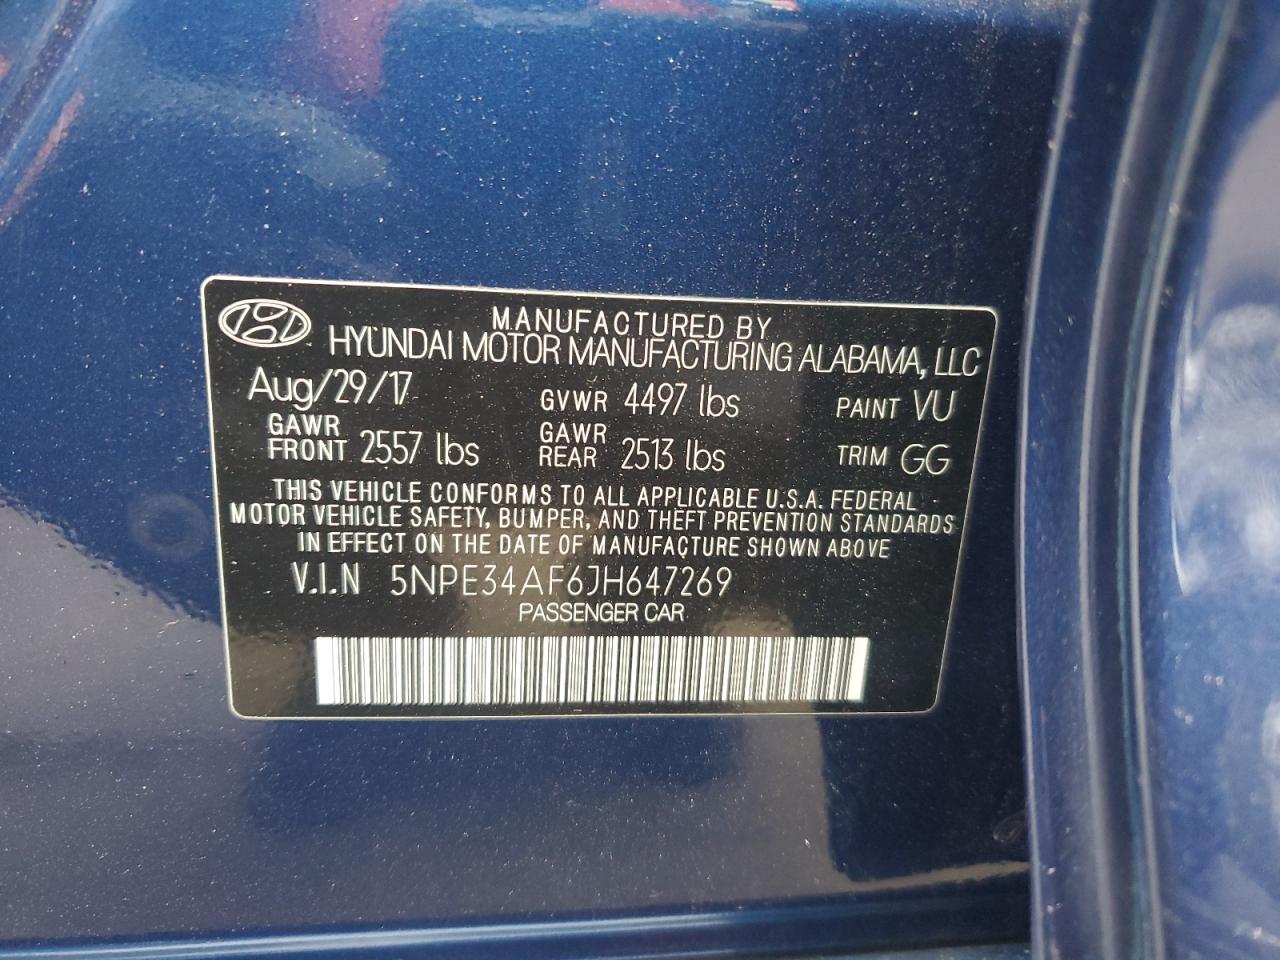 MANUFACTURED BY
HYUNDAI MOTOR MANUFACTURING ALABAMA, LLC
Aug/29/17 GVWR 4497 lbs PAINT VU
GAWR FRONT 2557 lbs GAWR REAR 2513 lbs TRIM GG
THIS VEHICLE CONFORMS TO ALL APPLICABLE U.S.A. FEDERAL
MOTOR VEHICLE SAFETY, BUMPER, AND THEFT PREVENTION STANDARDS
IN EFFECT ON THE DATE OF MANUFACTURE SHOWN ABOVE
V.I.N 5NPE34AF6JH647269
PASSENGER CAR